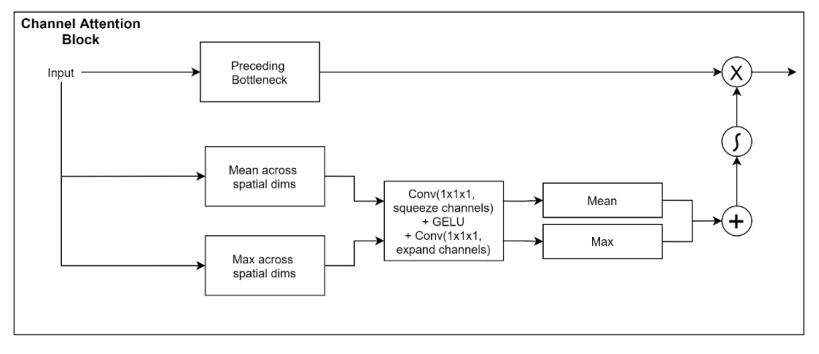 Channel Attention
Block
Input
Preceding
Bottleneck
X
Mean across
spatial dims
Max across
spatial dims
Conv(1x1x1,
squeeze channels)
+ GELU
+ Conv(1x1x1,
expand channels)
Mean
Max
∫
+